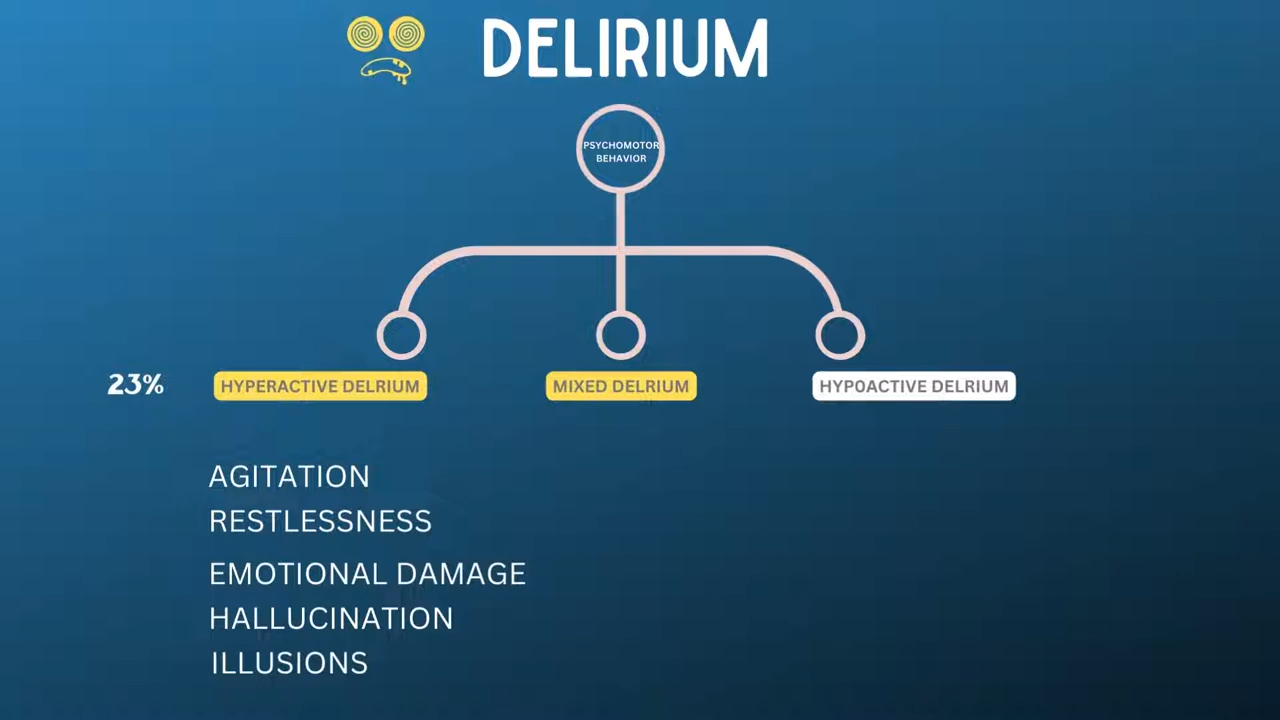 DELIRIUM
PSYCHOMOTOR
BEHAVIOR
23%
HYPERACTIVE DELRIUM
MIXED DELRIUM
HYP0ACTIVE DELRIUM
AGITATION
RESTLESSNESS
EMOTIONAL DAMAGE
HALLUCINATION
ILLUSIONS